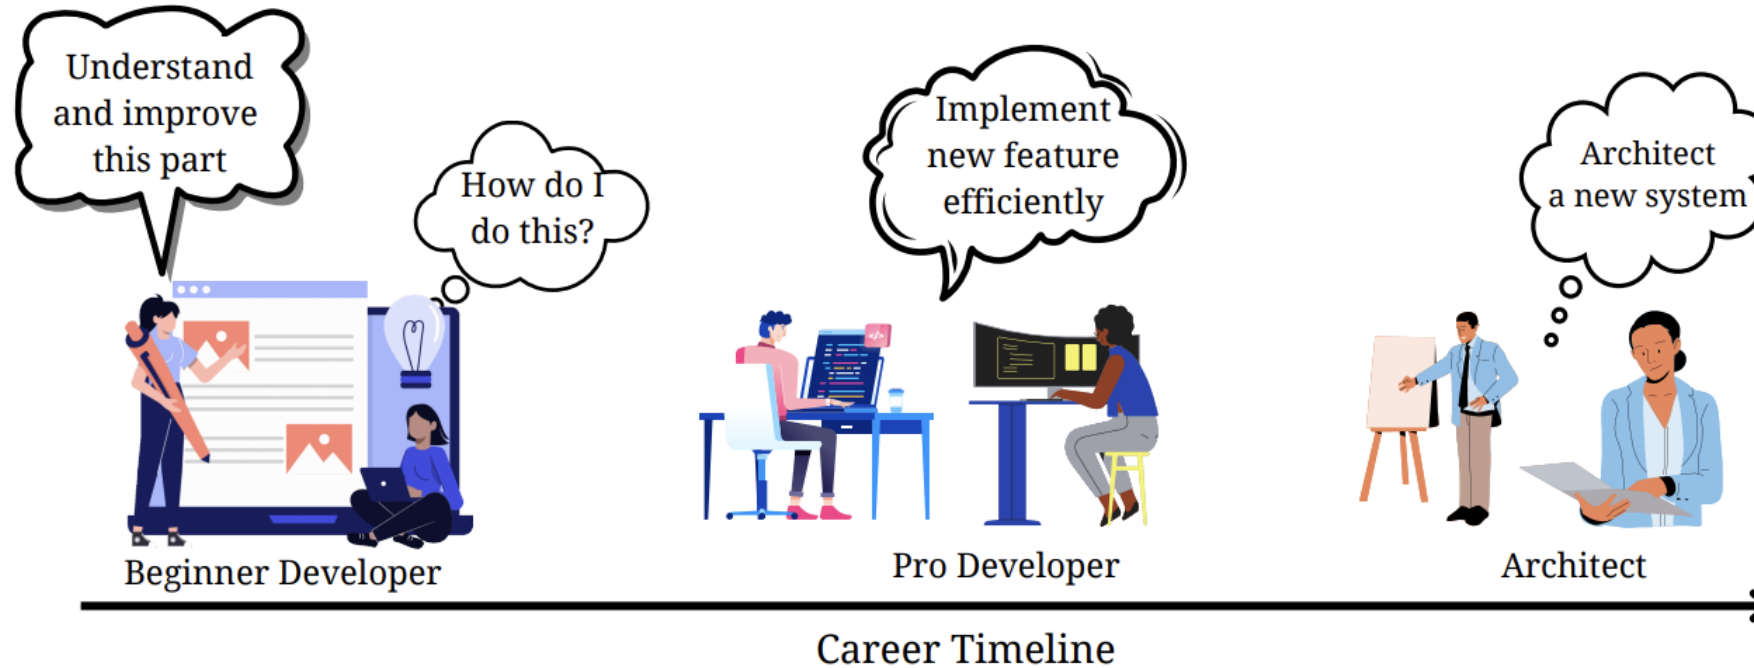 Understand
and improve
this part
How do I
do this?
Implement
new feature
efficiently
</>
Architect
a new system
Beginner Developer
Pro Developer
Architect
Career Timeline